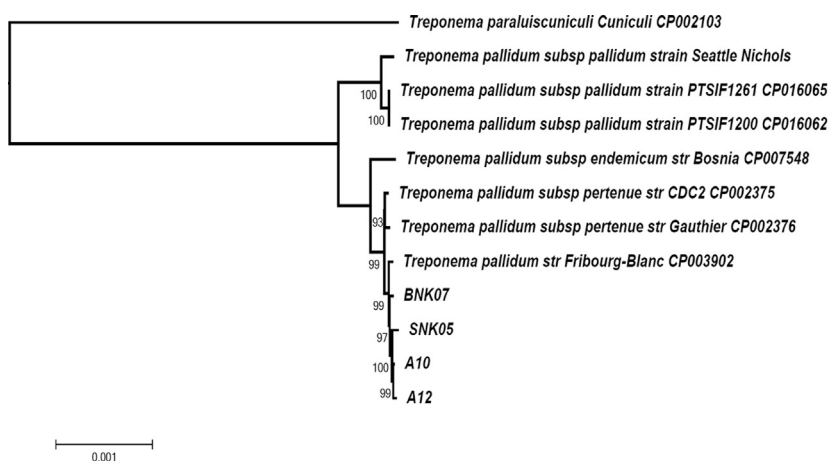 Treponema paraluiscuniculi Cuniculi CP002103
Treponema pallidum subsp pallidum strain Seattle Nichols
100
Treponema pallidum subsp pallidum strain PTSIF1261 CP016065
100
Treponema pallidum subsp pallidum strain PTSIF1200 CP016062
Treponema pallidum subsp endemicum str Bosnia CP007548
Treponema pallidum subsp pertenue str CDC2 CP002375
93
Treponema pallidum subsp pertenue str Gauthier CP002376
99
Treponema pallidum str Fribourg-Blanc CP003902
99
BNK07
SNK05
97
A10
100
99
A12
0.001